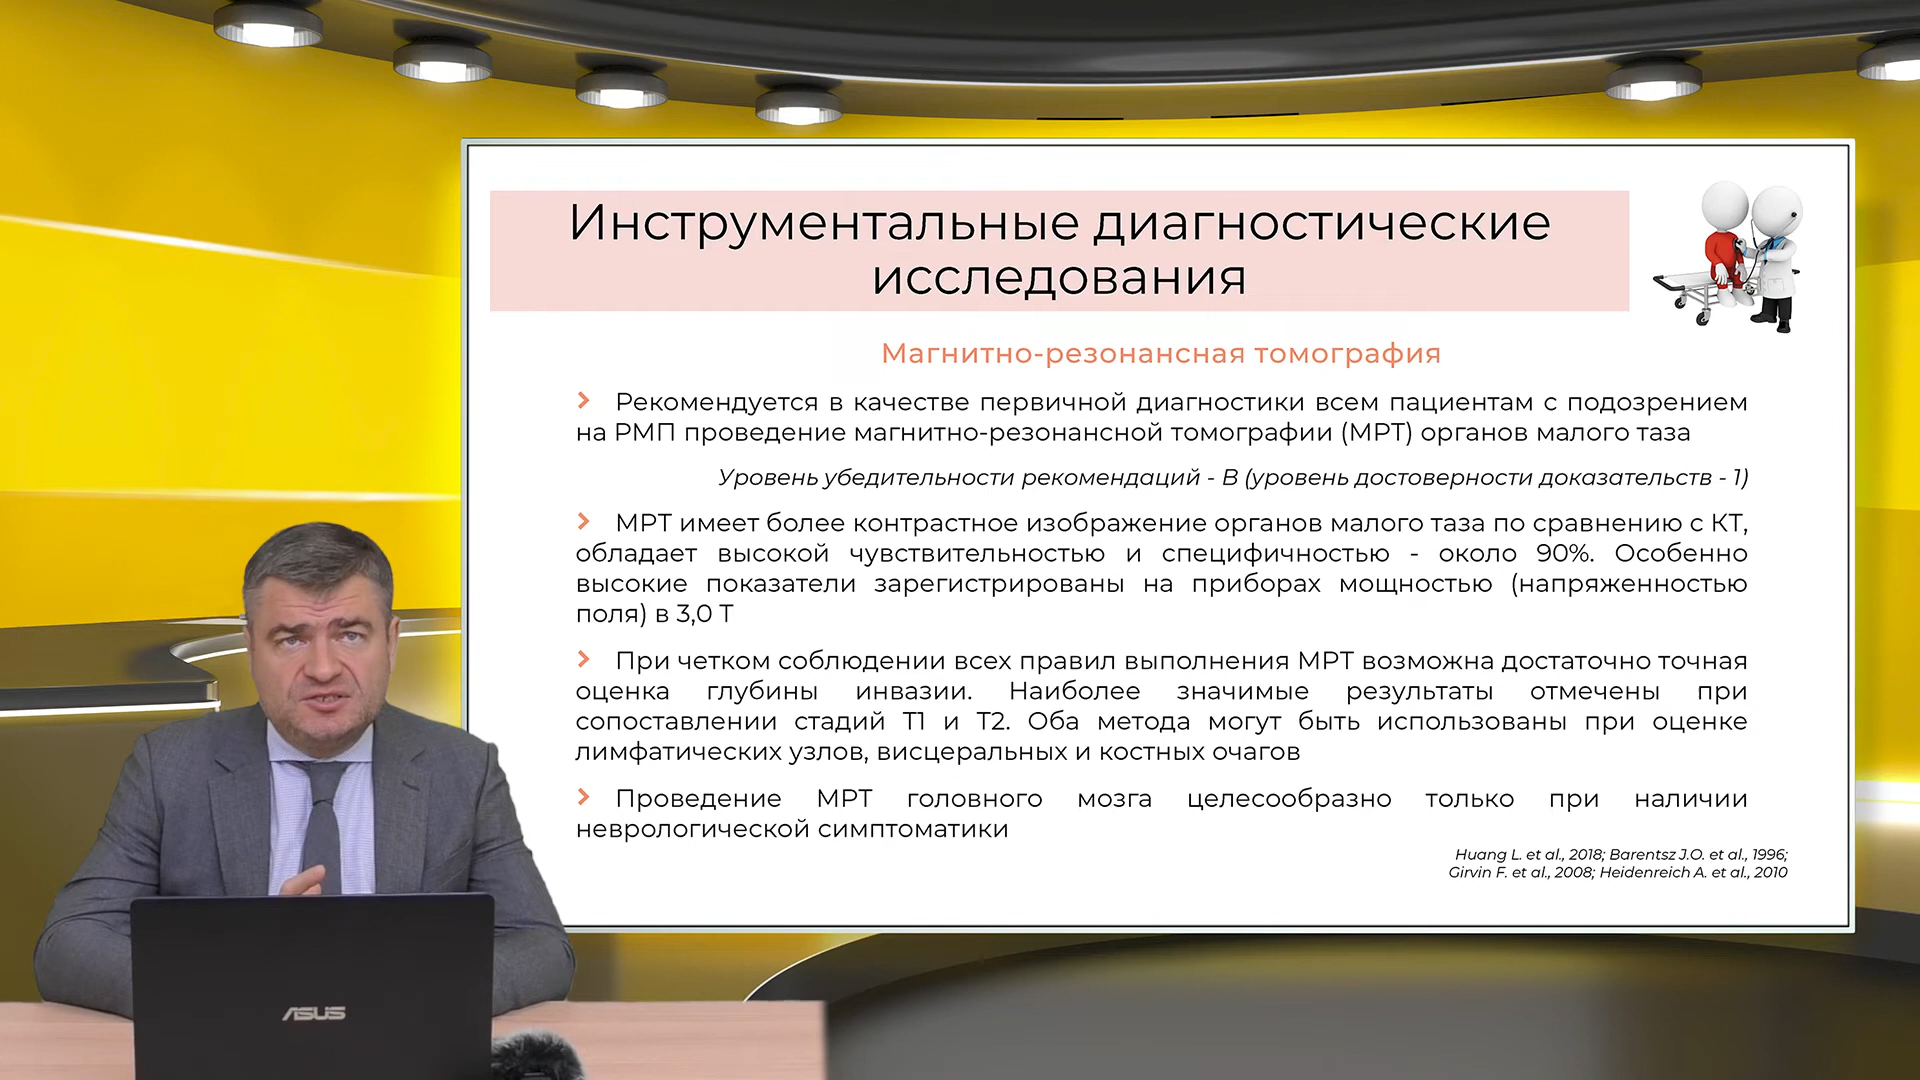 Инструментальные диагностические
исследования
Магнитно-резонансная томография
Рекомендуется в качестве первичной диагностики всем пациентам с подозрением
на РМП проведение магнитно-резонансной томографии (МРТ) органов малого таза
Уровень убедительности рекомендаций - B (уровень достоверности доказательств - 1)
МРТ имеет более контрастное изображение органов малого таза по сравнению с КТ,
обладает высокой чувствительностью и специфичностью - около 90%. Особенно
высокие показатели зарегистрированы на приборах мощностью (напряженностью
поля) в 3,0 Т
При четком соблюдении всех правил выполнения МРТ возможна достаточно точная
оценка глубины инвазии. Наиболее значимые результаты отмечены при
сопоставлении стадий Т1 и Т2. Оба метода могут быть использованы при оценке
лимфатических узлов, висцеральных и костных очагов
Проведение МРТ головного мозга целесообразно только при наличии
неврологической симптоматики
Huang L. et al., 2018; Barentsz J.O. et al., 1996;
Girvin F. et al., 2008; Heidenreich A. et al., 2010
ASUS